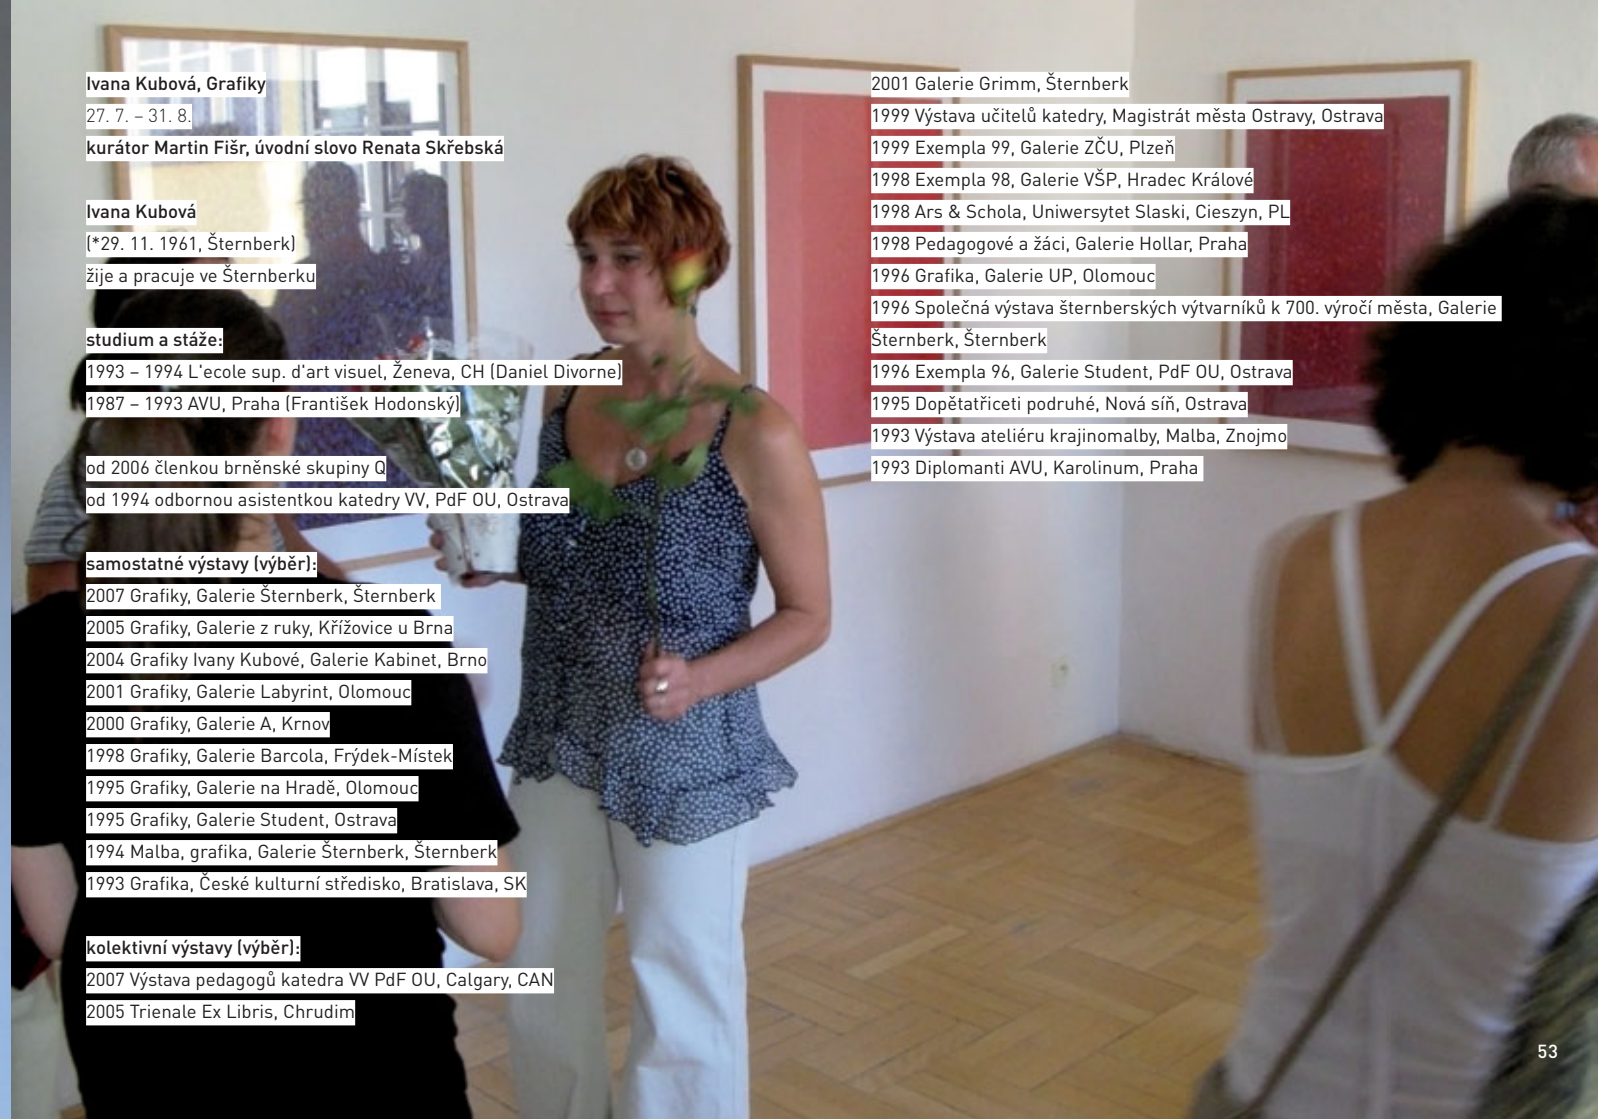 Ivana Kubová, Grafiky
27. 7. – 31. 8.
kurátor Martin Fišr, úvodní slovo Renata Skřebská
Ivana Kubová
(*29. 11. 1961, Šternberk)
žije a pracuje ve Šternberku
studium a stáže:
1993 – 1994 L'ecole sup. d'art visuel, Ženeva, CH (Daniel Divorne)
1987 – 1993 AVU, Praha (František Hodonský)
od 2006 členkou brněnské skupiny Q
od 1994 odbornou asistentkou katedry VV, PdF OU, Ostrava
samostatné výstavy (výběr):
2007 Grafiky, Galerie Šternberk, Šternberk
2005 Grafiky, Galerie z ruky, Křížovice u Brna
2004 Grafiky Ivany Kubové, Galerie Kabinet, Brno
2001 Grafiky, Galerie Labyrint, Olomouc
2000 Grafiky, Galerie A, Krnov
1998 Grafiky, Galerie Barcola, Frýdek-Místek
1995 Grafiky, Galerie na Hradě, Olomouc
1995 Grafiky, Galerie Student, Ostrava
1994 Malba, grafika, Galerie Šternberk, Šternberk
1993 Grafika, České kulturní středisko, Bratislava, SK
kolektivní výstavy (výběr):
2007 Výstava pedagogů katedra VV PdF OU, Calgary, CAN
2005 Trienale Ex Libris, Chrudim
2001 Galerie Grimm, Šternberk
1999 Výstava učitelů katedry, Magistrát města Ostravy, Ostrava
1999 Exempla 99, Galerie ZČU, Plzeň
1998 Exempla 98, Galerie VŠP, Hradec Králové
1998 Ars & Schola, Uniwersytet Slaski, Cieszyn, PL
1998 Pedagogové a žáci, Galerie Hollar, Praha
1996 Grafika, Galerie UP, Olomouc
1996 Společná výstava šternberských výtvarníků k 700. výročí města, Galerie
Šternberk, Šternberk
1996 Exempla 96, Galerie Student, PdF OU, Ostrava
1995 Dopětatřiceti podruhé, Nová síň, Ostrava
1993 Výstava ateliéru krajinomalby, Malba, Znojmo
1993 Diplomanti AVU, Karolinum, Praha
53